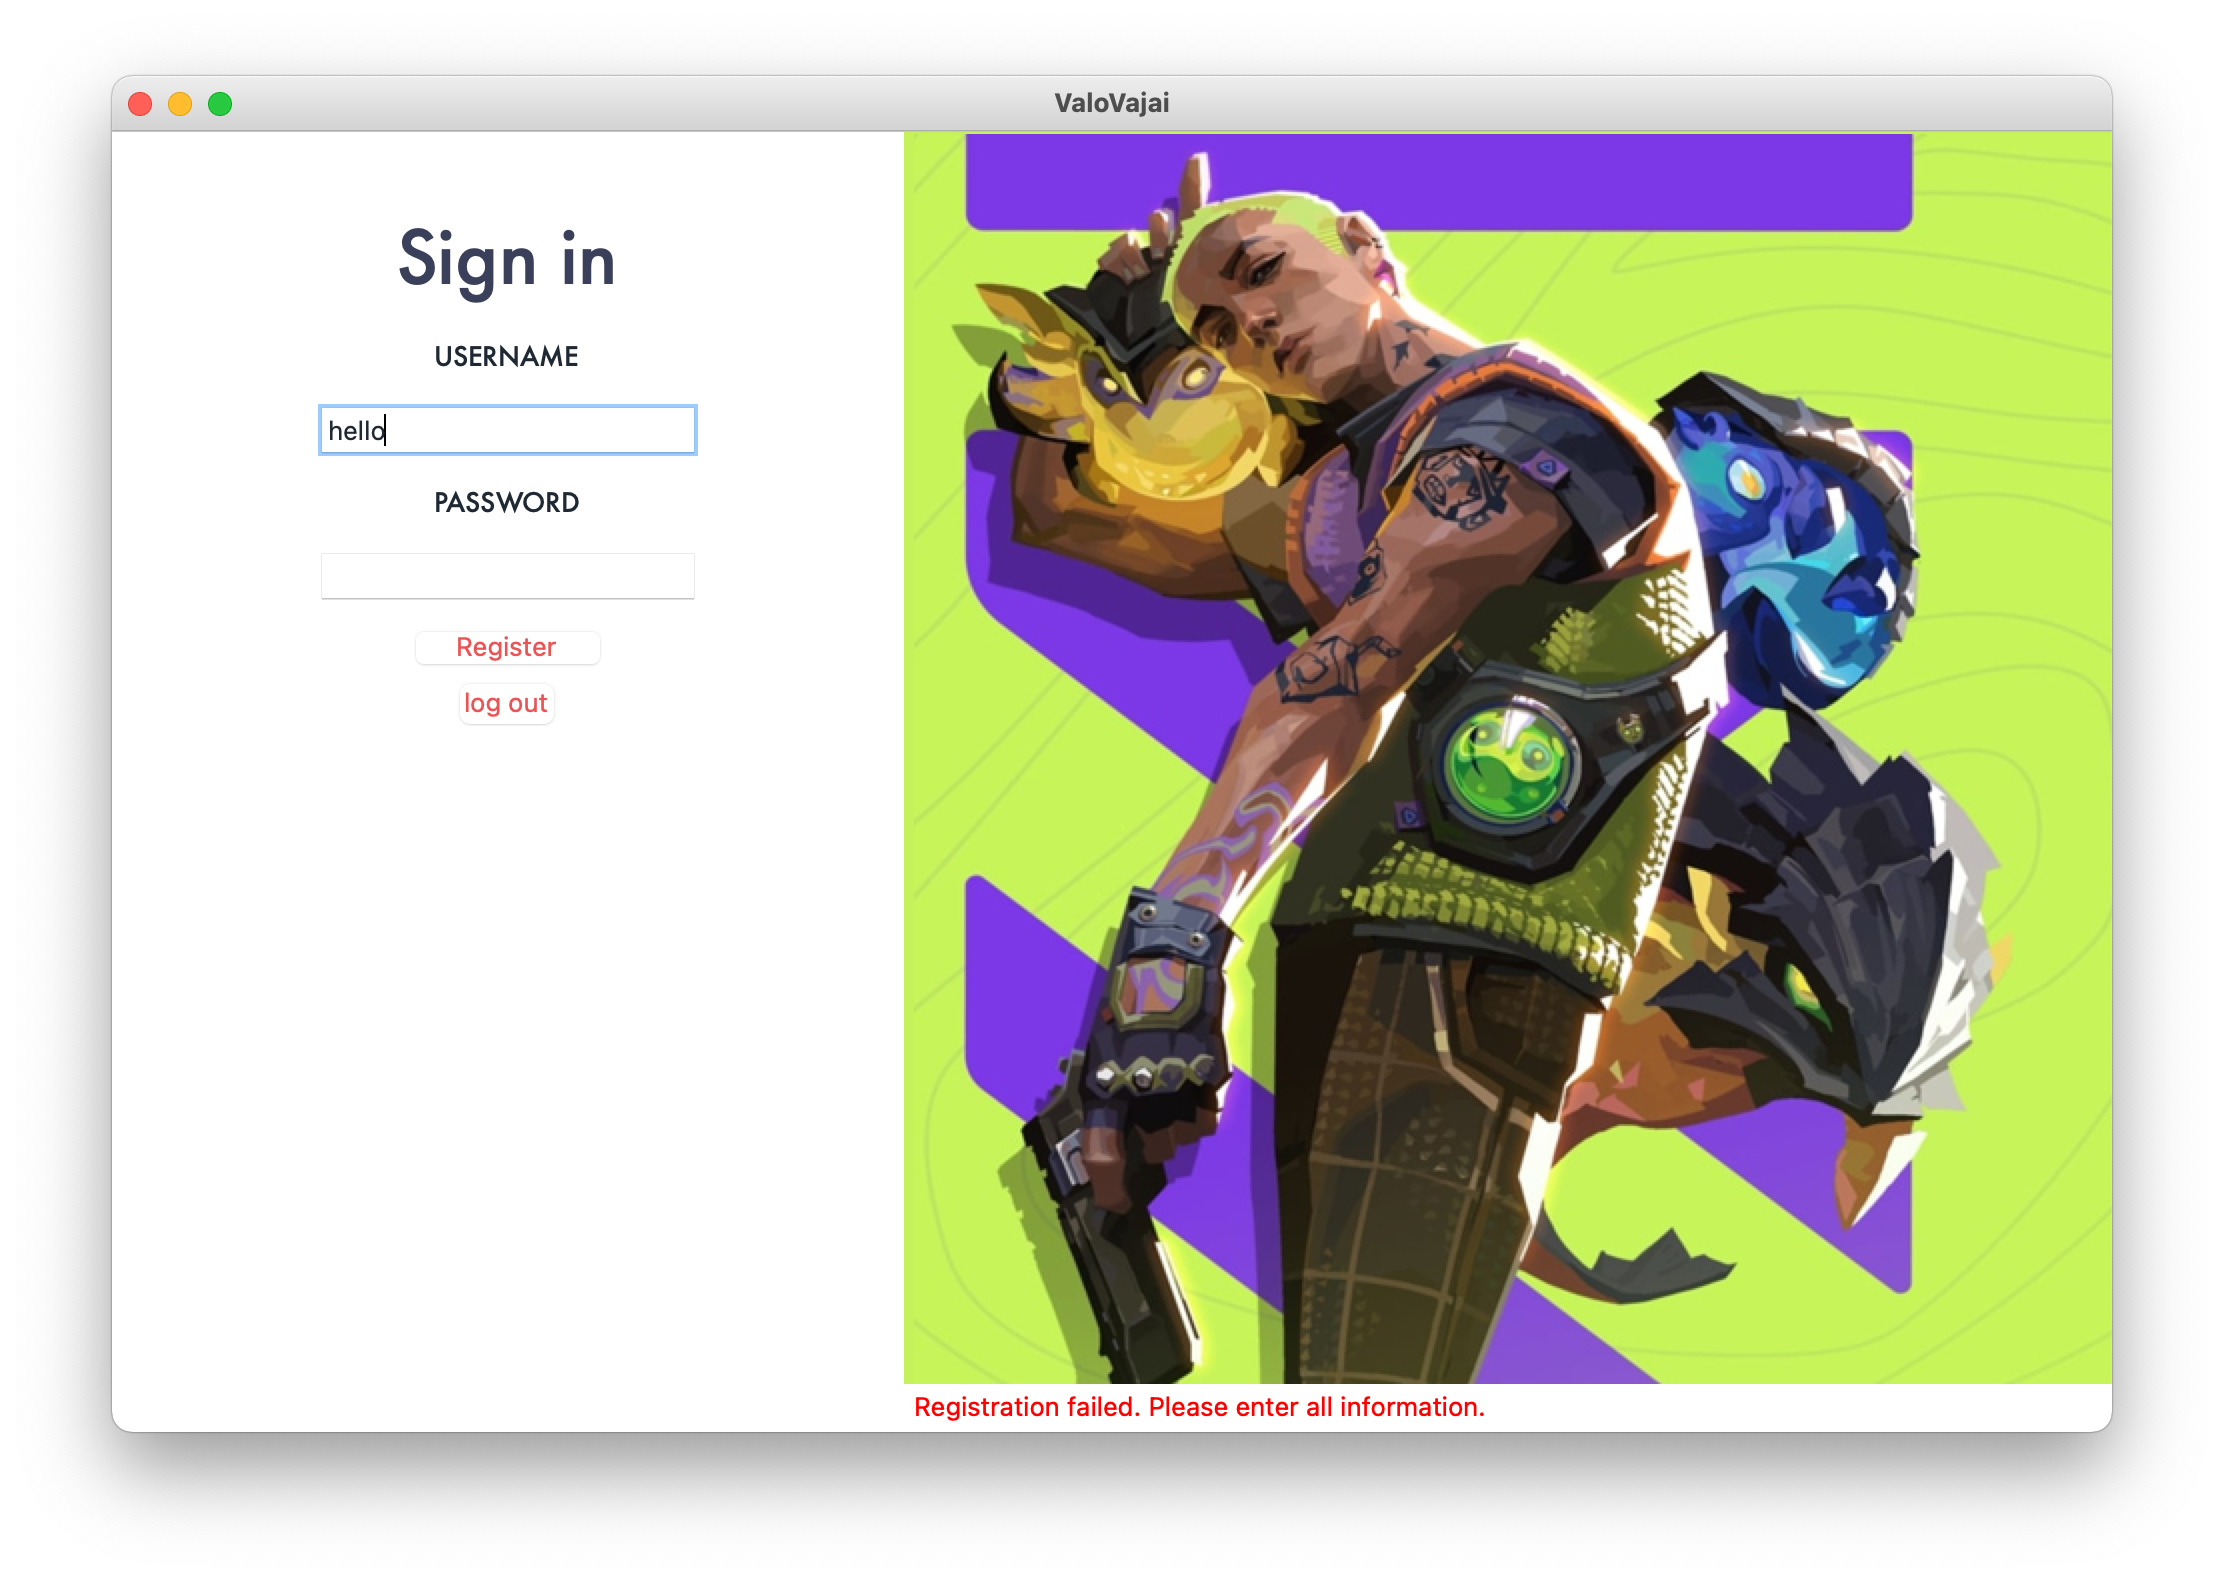 ValoVajai
Sign in
USERNAME
hello
PASSWORD
Register
log out
Registration failed. Please enter all information.